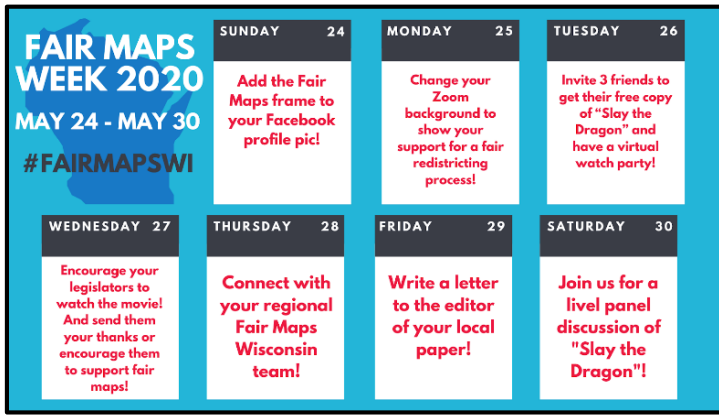 FAIR MAPS
WEEK 2020
MAY 24 - MAY 30
#FAIRMAPSWI
SUNDAY 24
Add the Fair
Maps frame to
your Facebook
profile pic!
MONDAY 25
Change your
Zoom
background to
show your
support for a fair
redistricting
process!
TUESDAY 26
Invite 3 friends to
get their free copy
of “Slay the
Dragon” and
have a virtual
watch party!
WEDNESDAY 27
Encourage your
legislators to
watch the movie!
And send them
your thanks or
encourage them
to support fair
maps!
THURSDAY 28
Connect with
your regional
Fair Maps
Wisconsin
team!
FRIDAY 29
Write a letter
to the editor
of your local
paper!
SATURDAY 30
Join us for a
livel panel
discussion of
"Slay the
Dragon"!